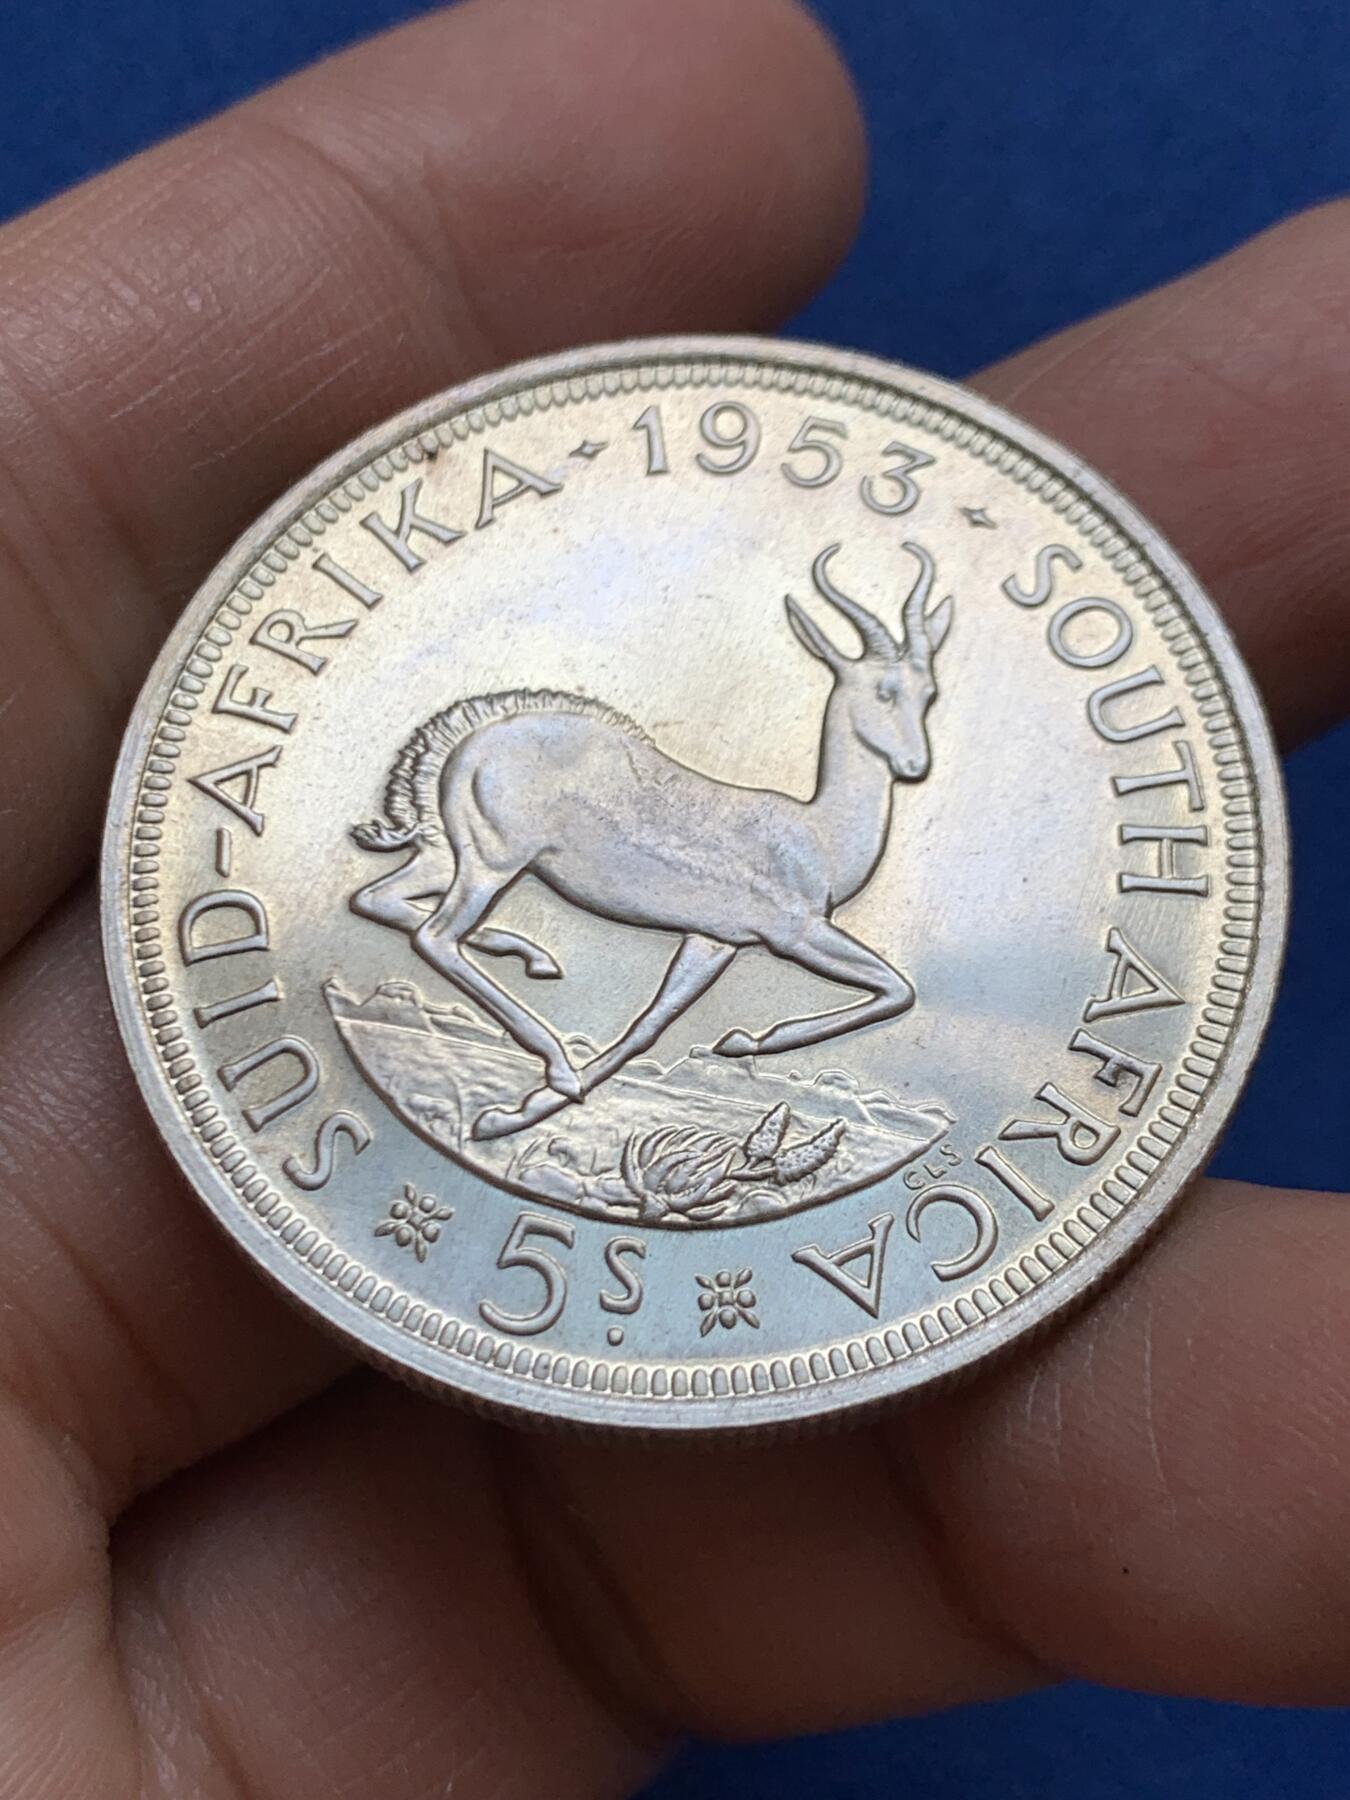 SUID-AFRIKA · 1953 · SOUTH AFRICA
5s.
CLS